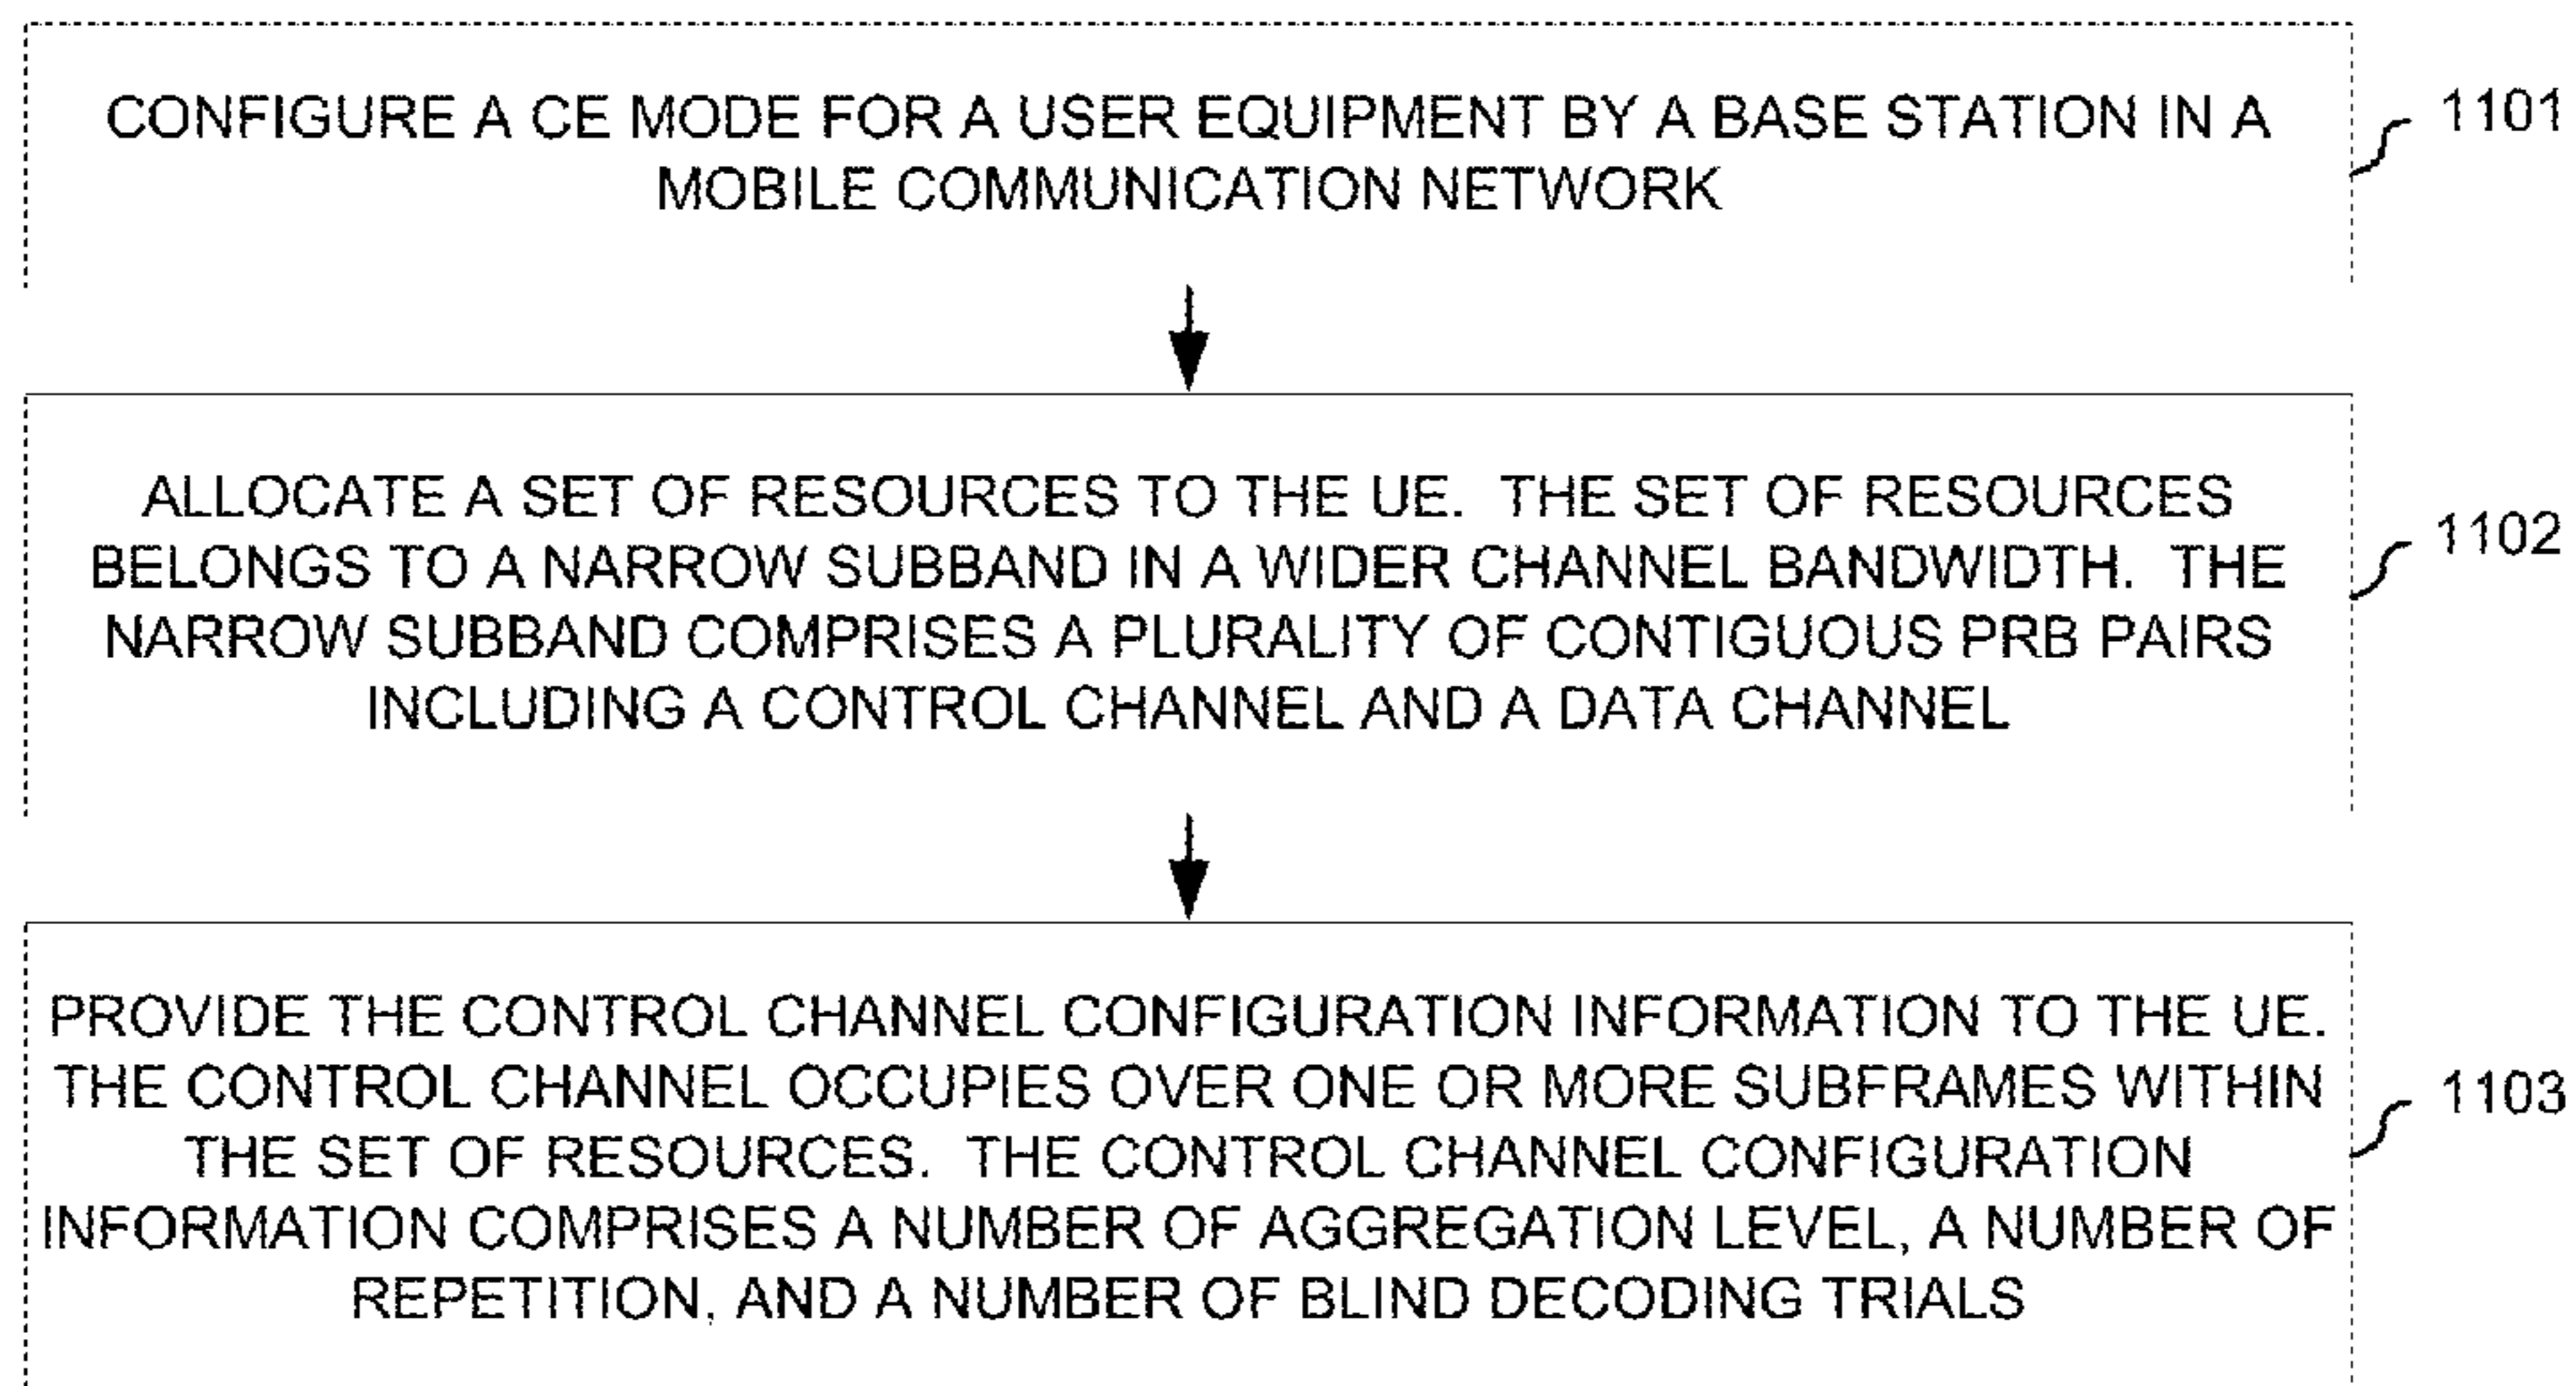 CONFIGURE A CE MODE FOR A USER EQUIPMENT BY A BASE STATION IN A
MOBILE COMMUNICATION NETWORK
1101
ALLOCATE A SET OF RESOURCES TO THE UE. THE SET OF RESOURCES
BELONGS TO A NARROW SUBBAND IN A WIDER CHANNEL BANDWIDTH. THE
NARROW SUBBAND COMPRISES A PLURALITY OF CONTIGUOUS PRB PAIRS
INCLUDING A CONTROL CHANNEL AND A DATA CHANNEL
1102
PROVIDE THE CONTROL CHANNEL CONFIGURATION INFORMATION TO THE UE.
THE CONTROL CHANNEL OCCUPIES OVER ONE OR MORE SUBFRAMES WITHIN
THE SET OF RESOURCES. THE CONTROL CHANNEL CONFIGURATION
INFORMATION COMPRISES A NUMBER OF AGGREGATION LEVEL, A NUMBER OF
REPETITION, AND A NUMBER OF BLIND DECODING TRIALS
1103